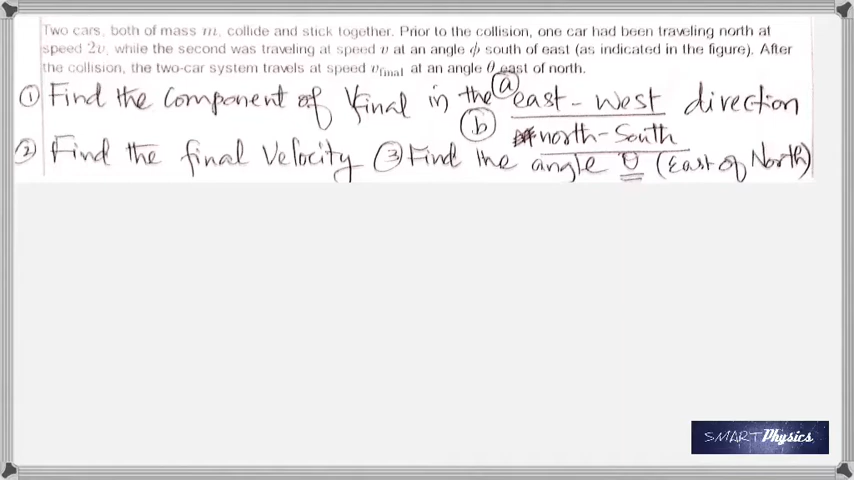 Two cars, both of mass m, collide and stick together. Prior to the collision, one car had been traveling north at
speed 2v, while the second was traveling at speed v at an angle ϕ south of east (as indicated in the figure). After
the collision, the two-car system travels at speed v_final at an angle θ east of north.
① Find the component of Vfinal in the ⓐ east-west direction
ⓑ north-South
② Find the final Velocity ③ Find the angle θ (East of North)
SMART Physics